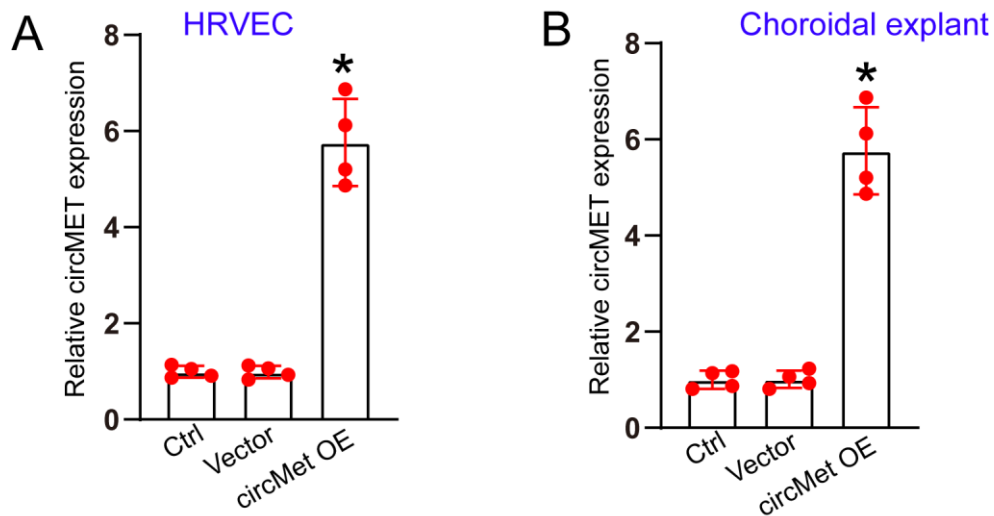 A
HRVEC
Relative circMET expression
8
6
4
2
0
*
Ctrl
Vector
circMet OE
B
Choroidal explant
Relative circMET expression
8
6
4
2
0
*
Ctrl
Vector
circMet OE